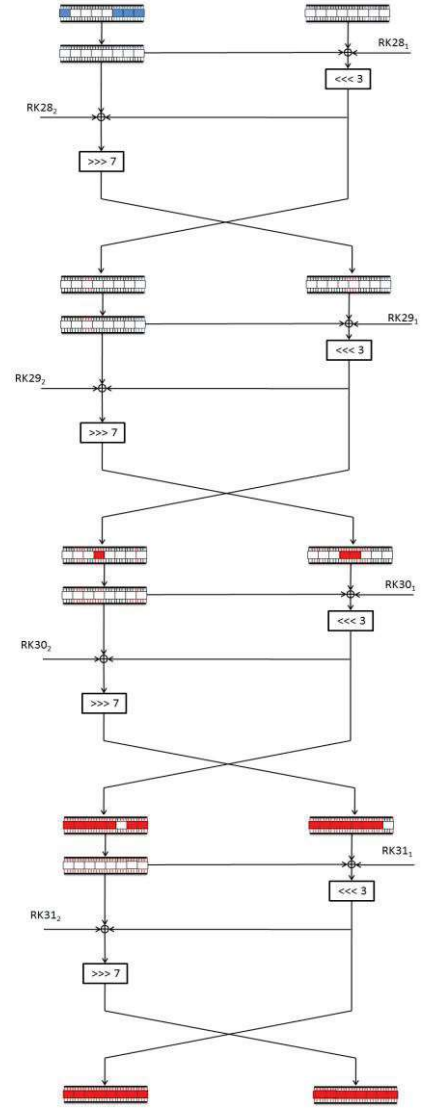 RK28₁
<<< 3
RK28₂
>>> 7
RK29₁
<<< 3
RK29₂
>>> 7
RK30₁
<<< 3
RK30₂
>>> 7
RK31₁
<<< 3
RK31₂
>>> 7